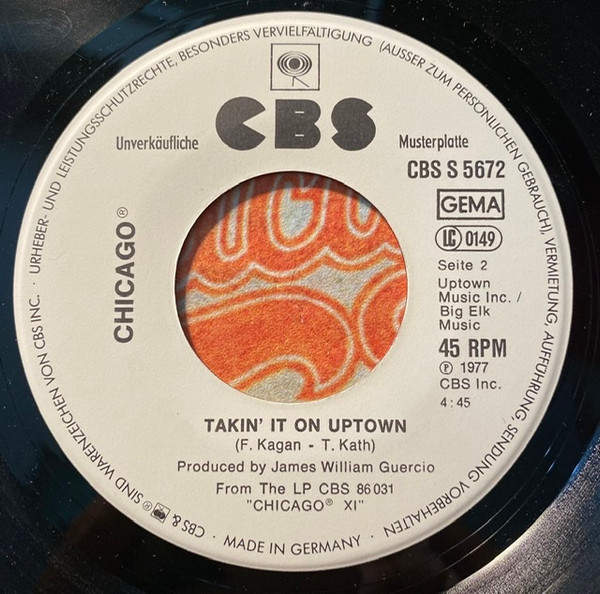 URHEBER- UND LEISTUNGSSCHUTZRECHTE, BESONDERS VERVIELFÄLTIGUNG (AUSSER ZUM PERSÖNLICHEN GEBRAUCH), VERMIETUNG, AUFFÜHRUNG, SENDUNG VORBEHALTEN
CBS
Unverkäufliche
Musterplatte
CBS S 5672
GEMA
LC 0149
CHICAGO®
Seite 2
Uptown
Music Inc. /
Big Elk
Music
45 RPM
℗ 1977
CBS Inc.
4:45
TAKIN' IT ON UPTOWN
(F. Kagan - T. Kath)
Produced by James William Guercio
From The LP CBS 86 031
"CHICAGO® XI"
· MADE IN GERMANY ·
CBS & ® SIND WARENZEICHEN VON CBS INC. ·